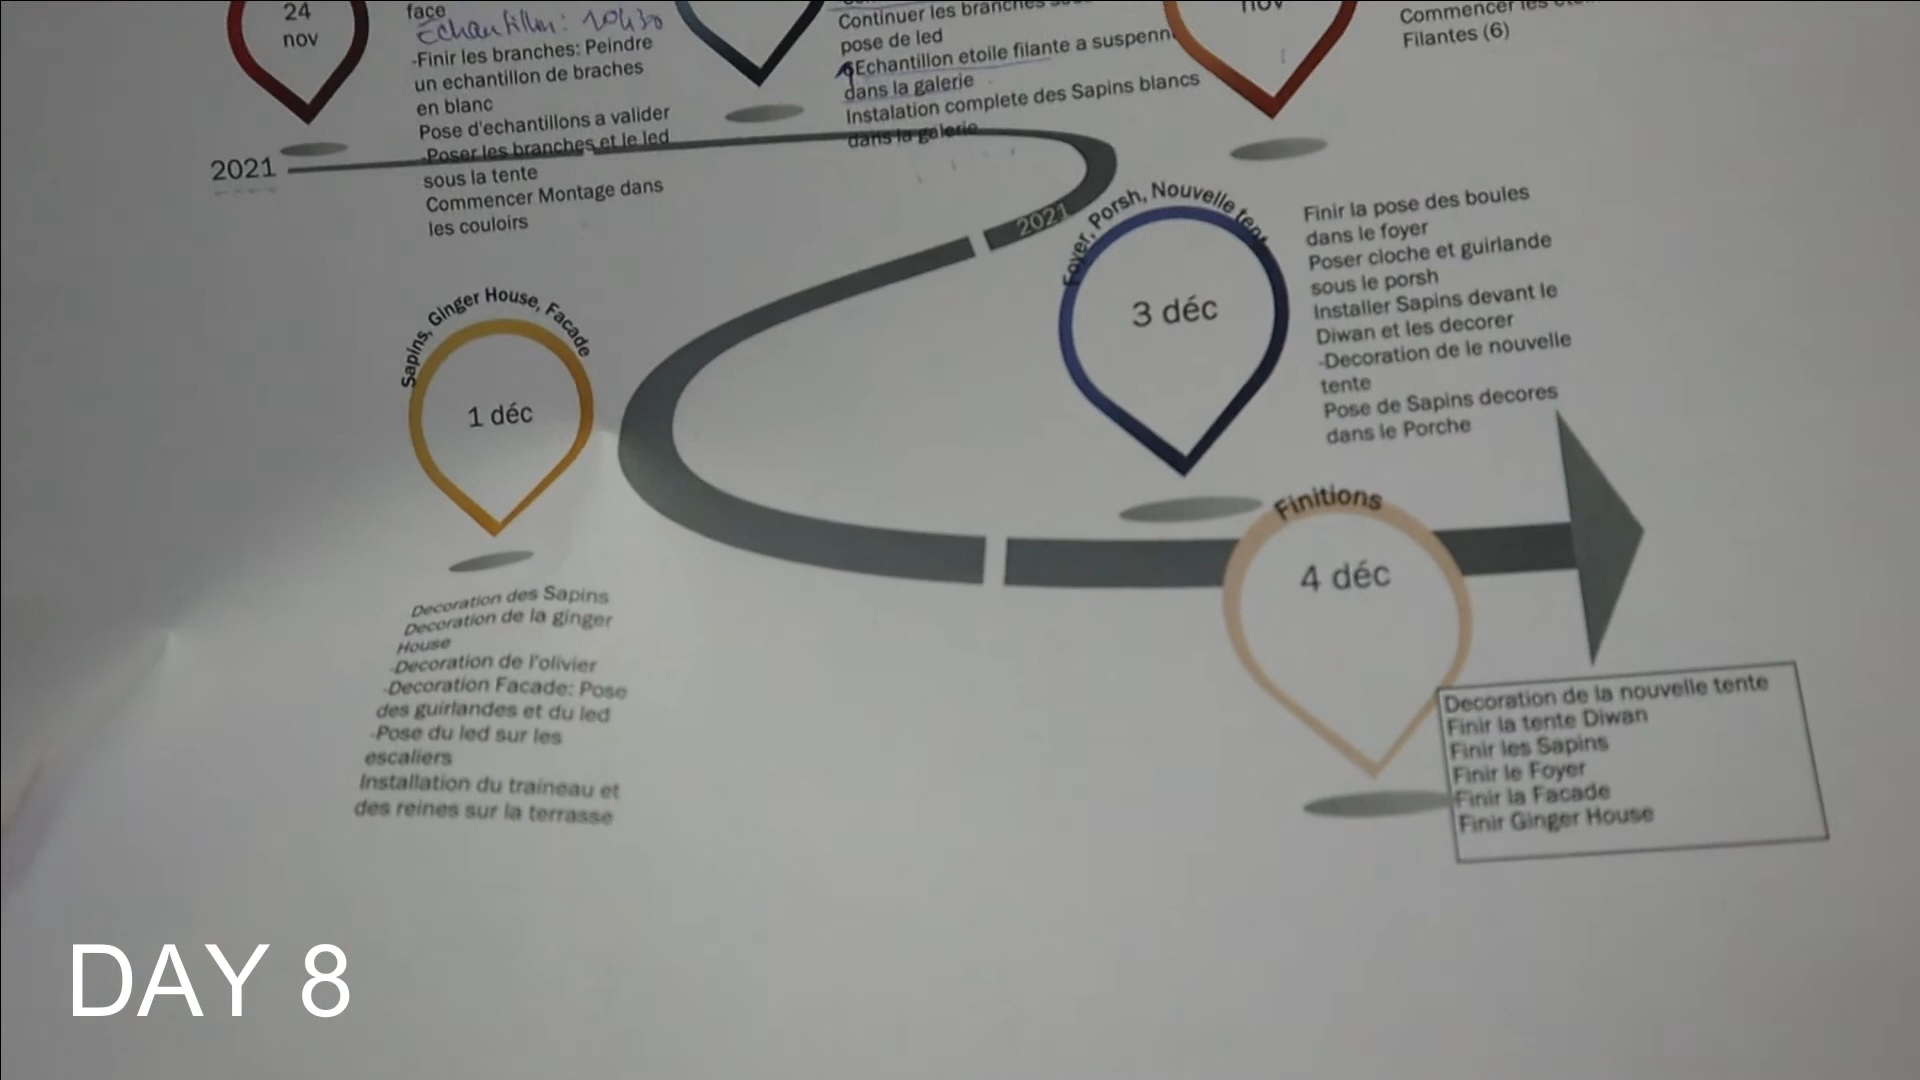 24
nov
face
Echantillon: 10h30
-Finir les branches: Peindre
un echantillon de braches
en blanc
Pose d'echantillons a valider
-Poser les branches et le led
sous la tente
Commencer Montage dans
les couloirs
Continuer les branches
pose de led
Echantillon etoile filante a suspenn
dans la galerie
Instalation complete des Sapins blancs
dans la galerie
nov
Commencer les
Filantes (6)
2021
2021
Foyer, Porsh, Nouvelle tent
3 déc
Finir la pose des boules
dans le foyer
Poser cloche et guirlande
sous le porsh
Installer Sapins devant le
Diwan et les decorer
-Decoration de le nouvelle
tente
Pose de Sapins decores
dans le Porche
Sapins, Ginger House, Facade
1 déc
Decoration des Sapins
Decoration de la ginger
House
-Decoration de l'olivier
-Decoration Facade: Pose
des guirlandes et du led
-Pose du led sur les
escaliers
Installation du traineau et
des reines sur la terrasse
Finitions
4 déc
Decoration de la nouvelle tente
Finir la tente Diwan
Finir les Sapins
Finir le Foyer
Finir la Facade
Finir Ginger House
DAY 8